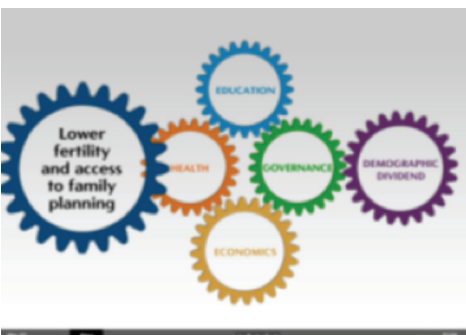 EDUCATION
Lower
fertility
and access
to family
planning
HEALTH
GOVERNANCE
DEMOGRAPHIC
DIVIDEND
ECONOMICS